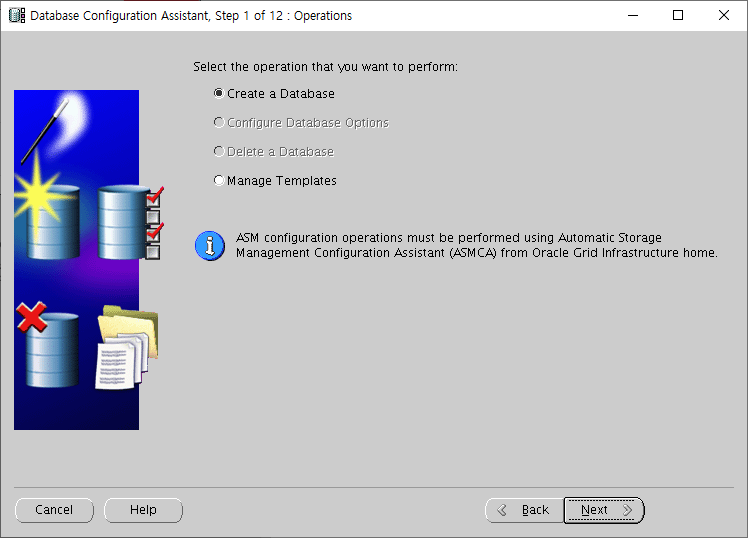 Database Configuration Assistant, Step 1 of 12 : Operations
Select the operation that you want to perform:
Create a Database
Configure Database Options
Delete a Database
Manage Templates
ASM configuration operations must be performed using Automatic Storage
Management Configuration Assistant (ASMCA) from Oracle Grid Infrastructure home.
Cancel
Help
Back
Next